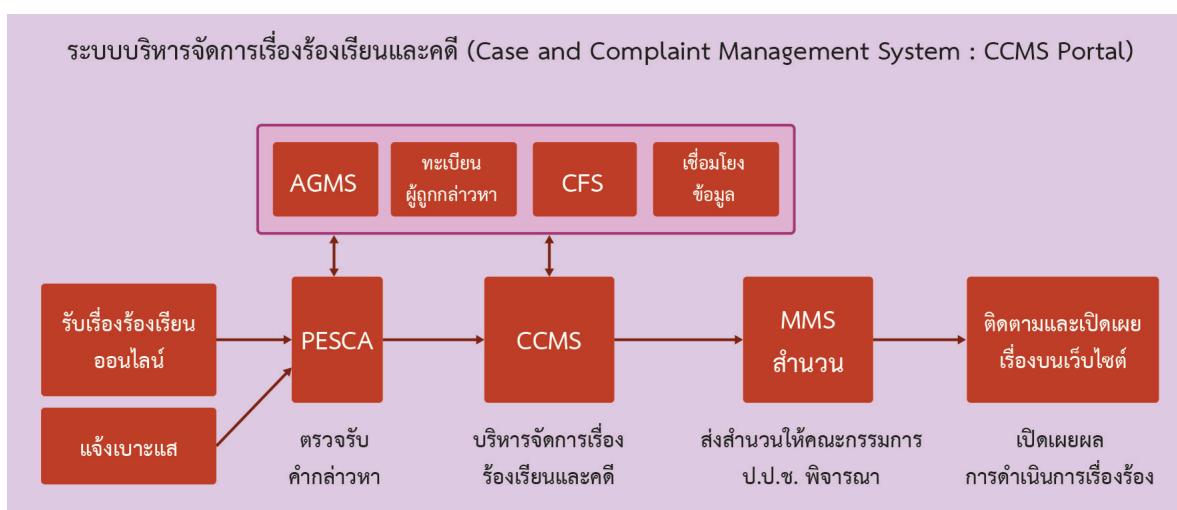 ระบบบริหารจัดการเรื่องร้องเรียนและคดี (Case and Complaint Management System : CCMS Portal)
AGMS
ทะเบียน
ผู้ถูกกล่าวหา
CFS
เชื่อมโยง
ข้อมูล
รับเรื่องร้องเรียน
ออนไลน์
แจ้งเบาะแส
PESCA
ตรวจรับ
คำกล่าวหา
CCMS
บริหารจัดการเรื่อง
ร้องเรียนและคดี
MMS
สำนวน
ส่งสำนวนให้คณะกรรมการ
ป.ป.ช. พิจารณา
ติดตามและเปิดเผย
เรื่องบนเว็บไซต์
เปิดเผยผล
การดำเนินการเรื่องร้อง